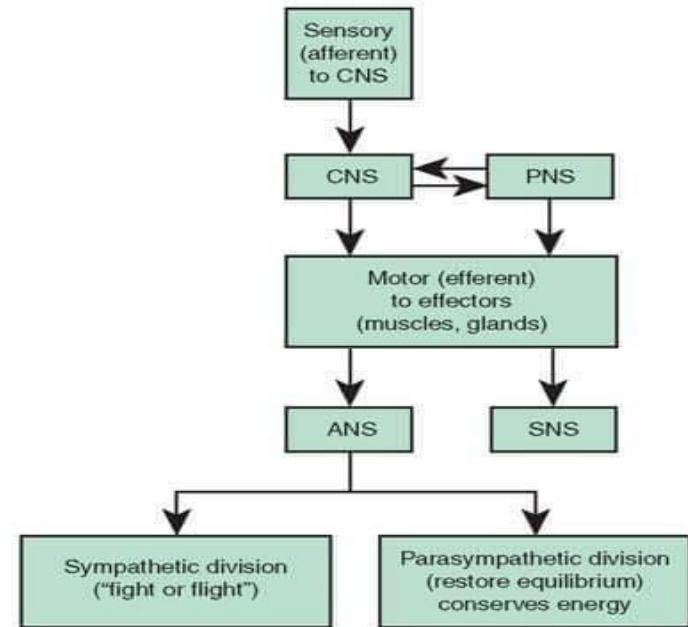 Sensory
(afferent)
to CNS
CNS
PNS
Motor (efferent)
to effectors
(muscles, glands)
ANS
SNS
Sympathetic division
("fight or flight")
Parasympathetic division
(restore equilibrium)
conserves energy